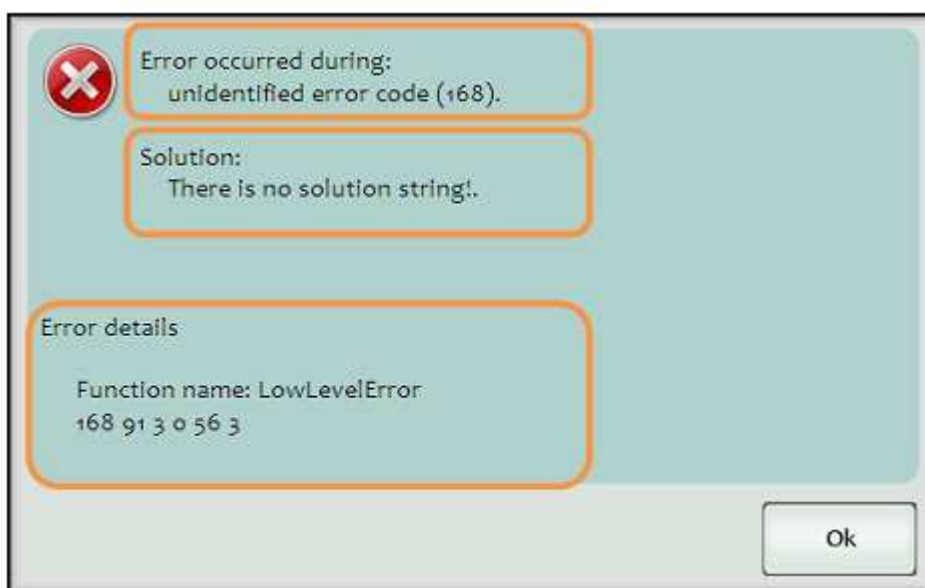 Error occurred during:
unidentified error code (168).
Solution:
There is no solution string!.
Error details
Function name: LowLevelError
168 91 3 0 56 3
Ok